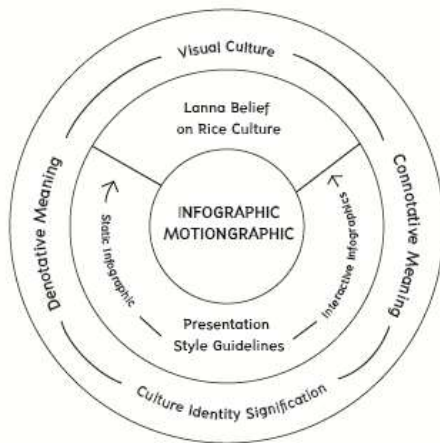 Visual Culture
Lanna Belief
on Rice Culture
Denotative Meaning
Connotative Meaning
Static Infographic
INFOGRAPHIC
MOTIONGRAPHIC
Interactive Infographics
Presentation
Style Guidelines
Culture Identity Signification